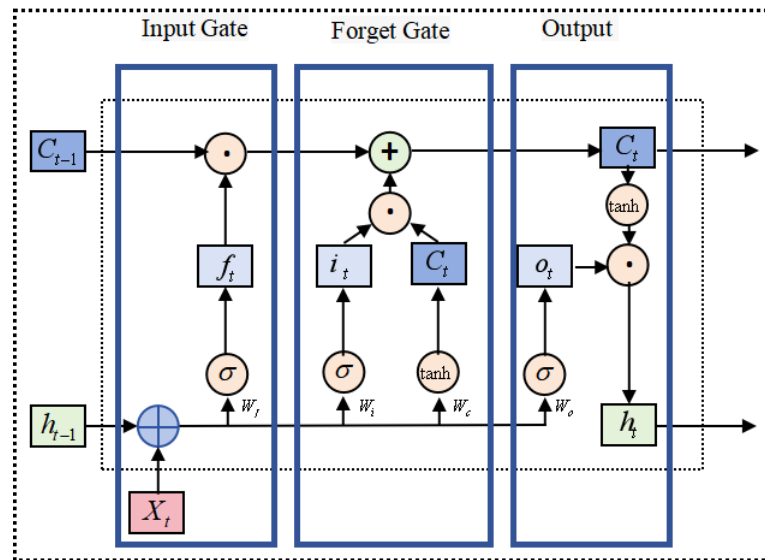 Input Gate Forget Gate Output
C_{t-1} · + C_t
tanh
f_t · i_t C_t o_t ·
σ σ tanh σ
W_f W_i W_c W_o
h_{t-1} h_t
X_t